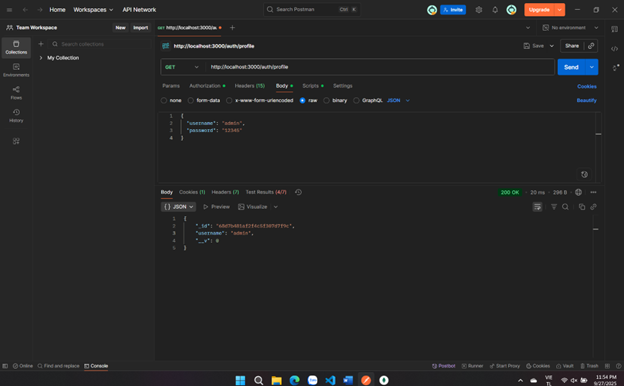 Home Workspaces API Network Search Postman Ctrl K Invite Upgrade
Team Workspace New Import GET http://localhost:3000/a No environment
Collections
Search collections
My Collection
Environments
Flows
History
http://localhost:3000/auth/profile Save Share
GET http://localhost:3000/auth/profile Send
Params Authorization Headers (15) Body Scripts Settings Cookies
none form-data x-www-form-urlencoded raw binary GraphQL JSON Beautify
1 {
2 "username": "admin",
3 "password": "12345"
4 }
Body Cookies (1) Headers (7) Test Results (4/7) 200 OK 20 ms 296 B
{} JSON Preview Visualize
1 {
2 "_id":
3 "username": "admin",
4 "__v": 0
5 }
Online Find and replace Console Postbot Runner Start Proxy Cookies Vault Trash
VIE
TL
11:54 PM
9/27/2025